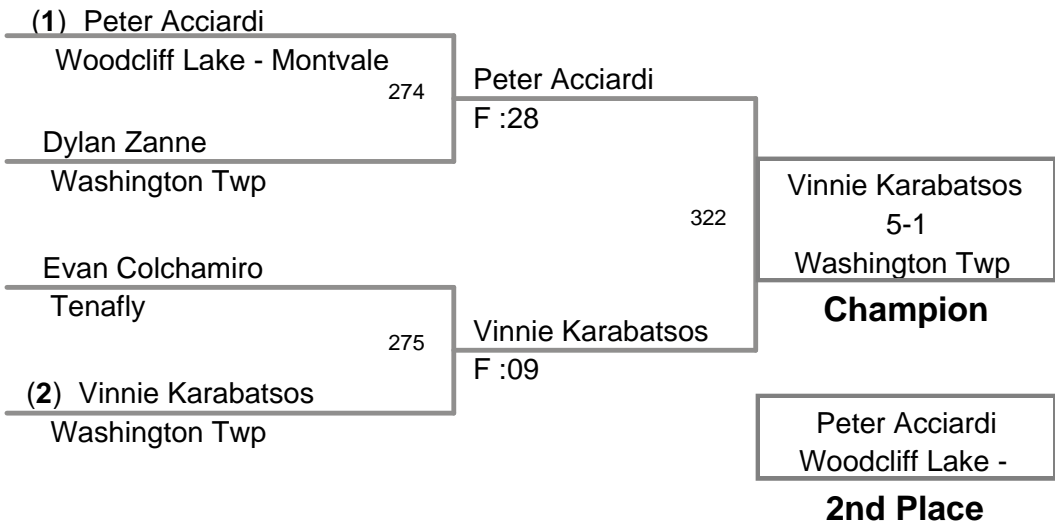 (1) Peter Acciardi
Woodcliff Lake - Montvale
274
Peter Acciardi
F :28
Dylan Zanne
Washington Twp
322
Vinnie Karabatsos
5-1
Washington Twp
Champion
Evan Colchamiro
Tenafly
275
Vinnie Karabatsos
F :09
(2) Vinnie Karabatsos
Washington Twp
Peter Acciardi
Woodcliff Lake -
2nd Place